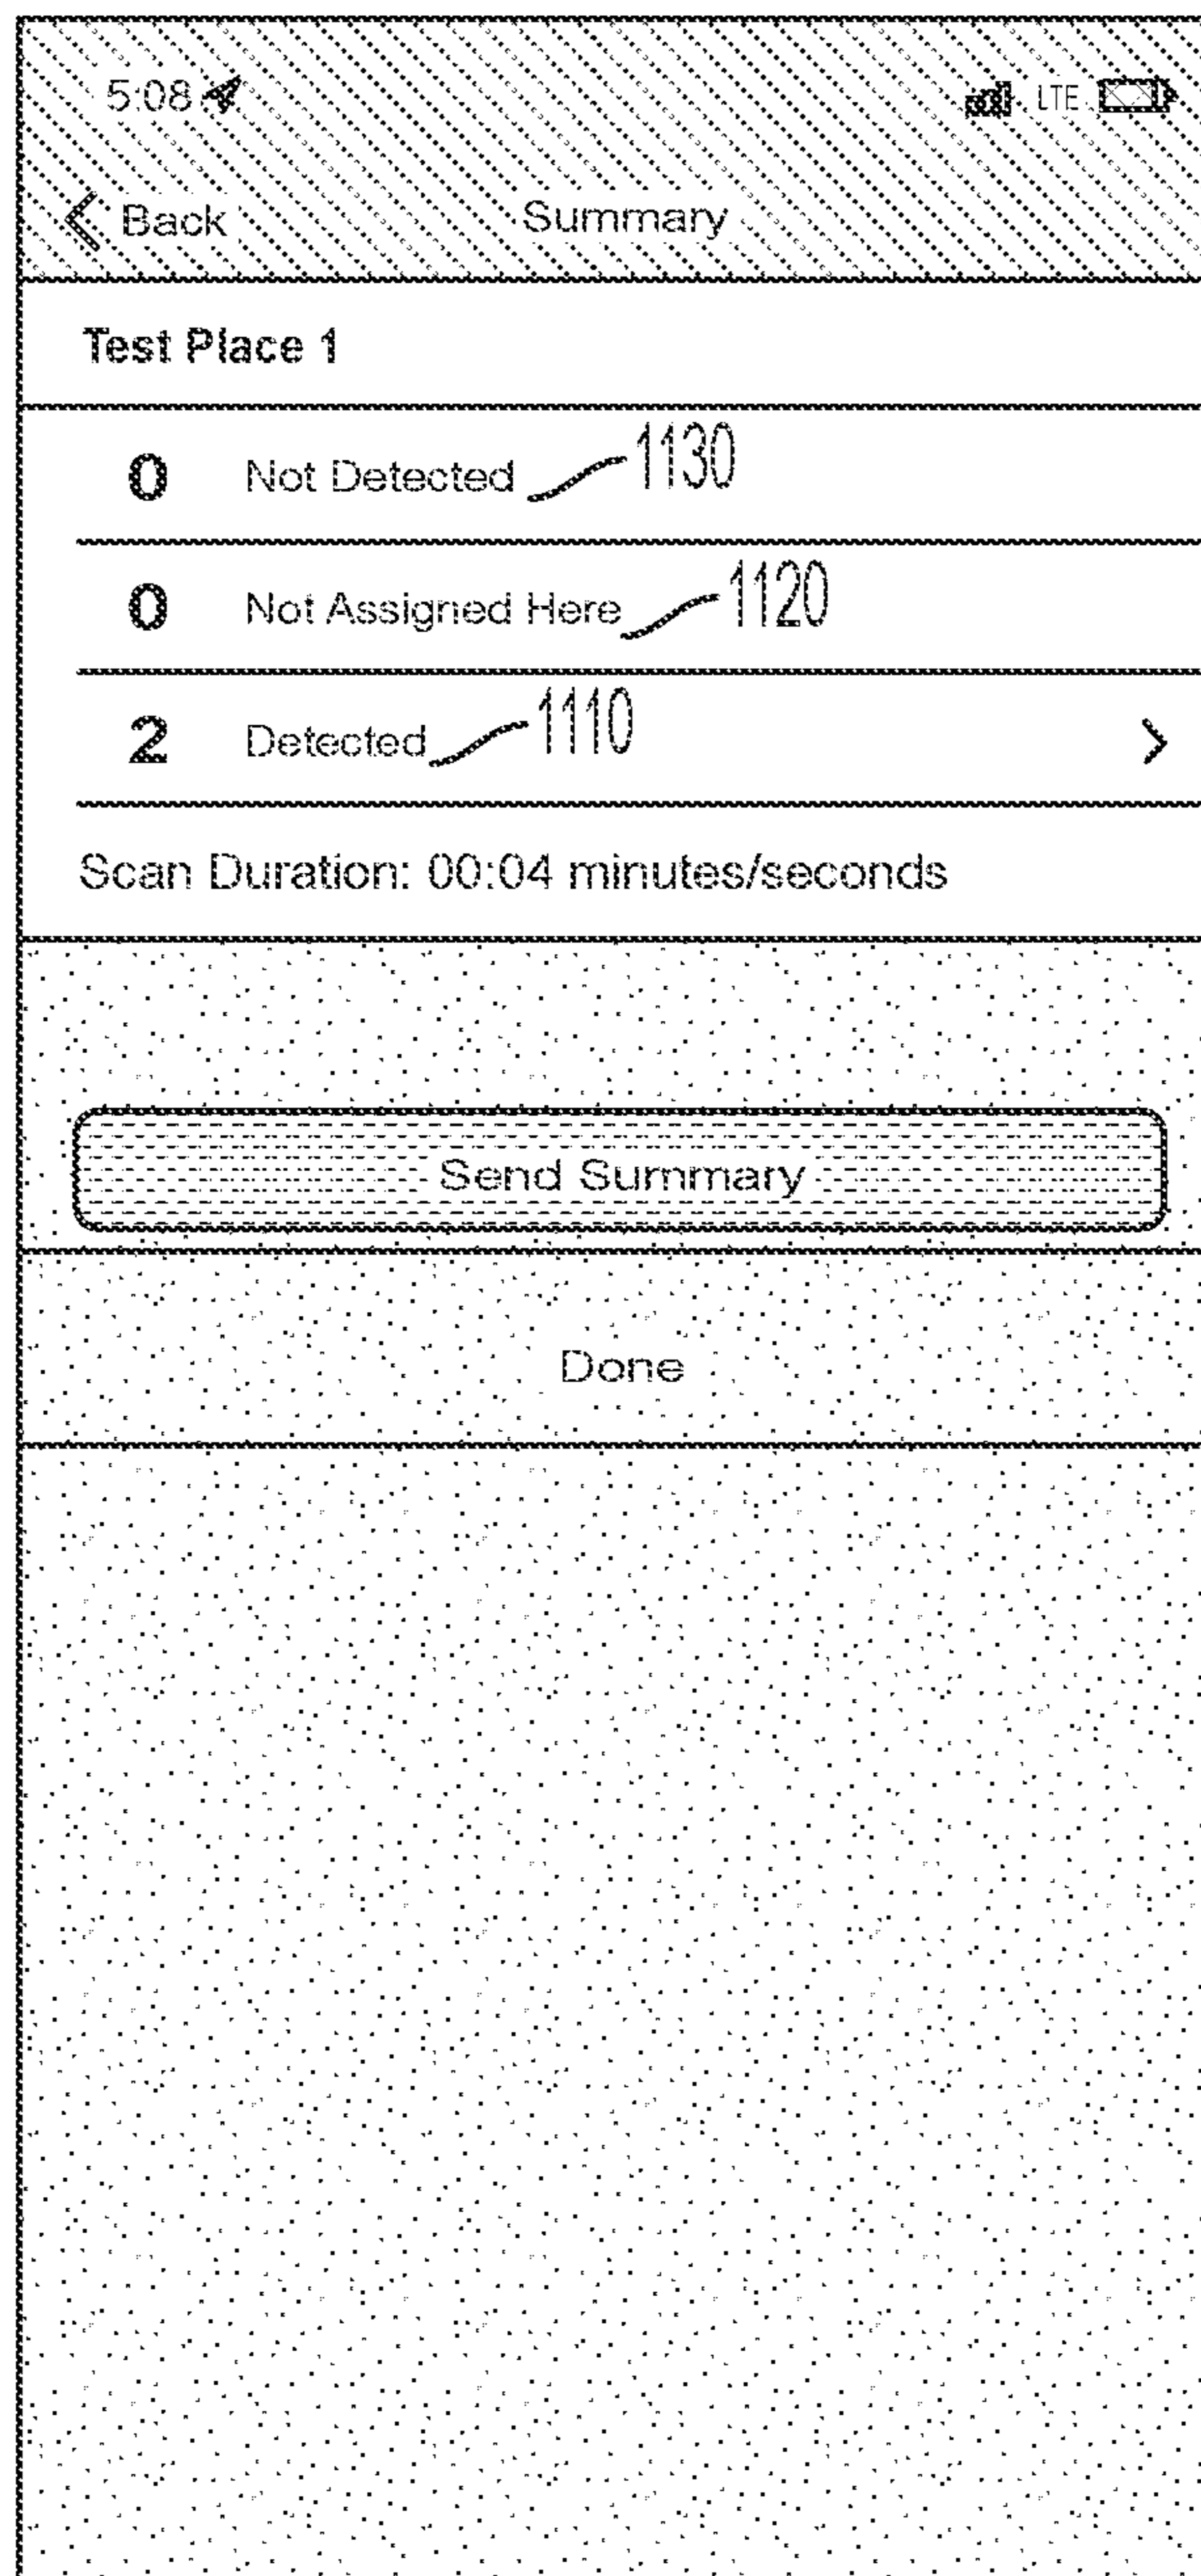 5:08 LTE
Back Summary
Test Place 1
0 Not Detected 1130
0 Not Assigned Here 1120
2 Detected 1110
Scan Duration: 00:04 minutes/seconds
Send Summary
Done